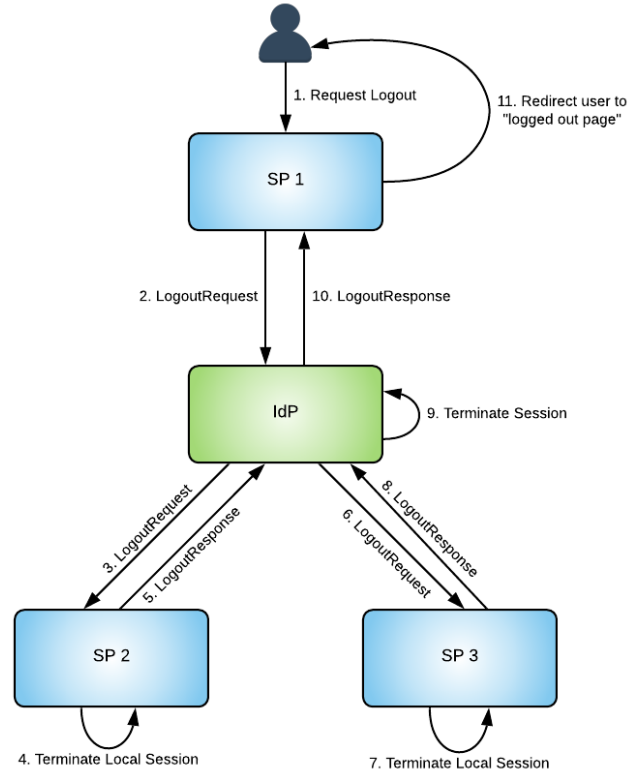 1. Request Logout
11. Redirect user to
"logged out page"
SP 1
2. LogoutRequest
10. LogoutResponse
IdP
9. Terminate Session
3. LogoutRequest
5. LogoutResponse
6. LogoutRequest
8. LogoutResponse
SP 2
SP 3
4. Terminate Local Session
7. Terminate Local Session